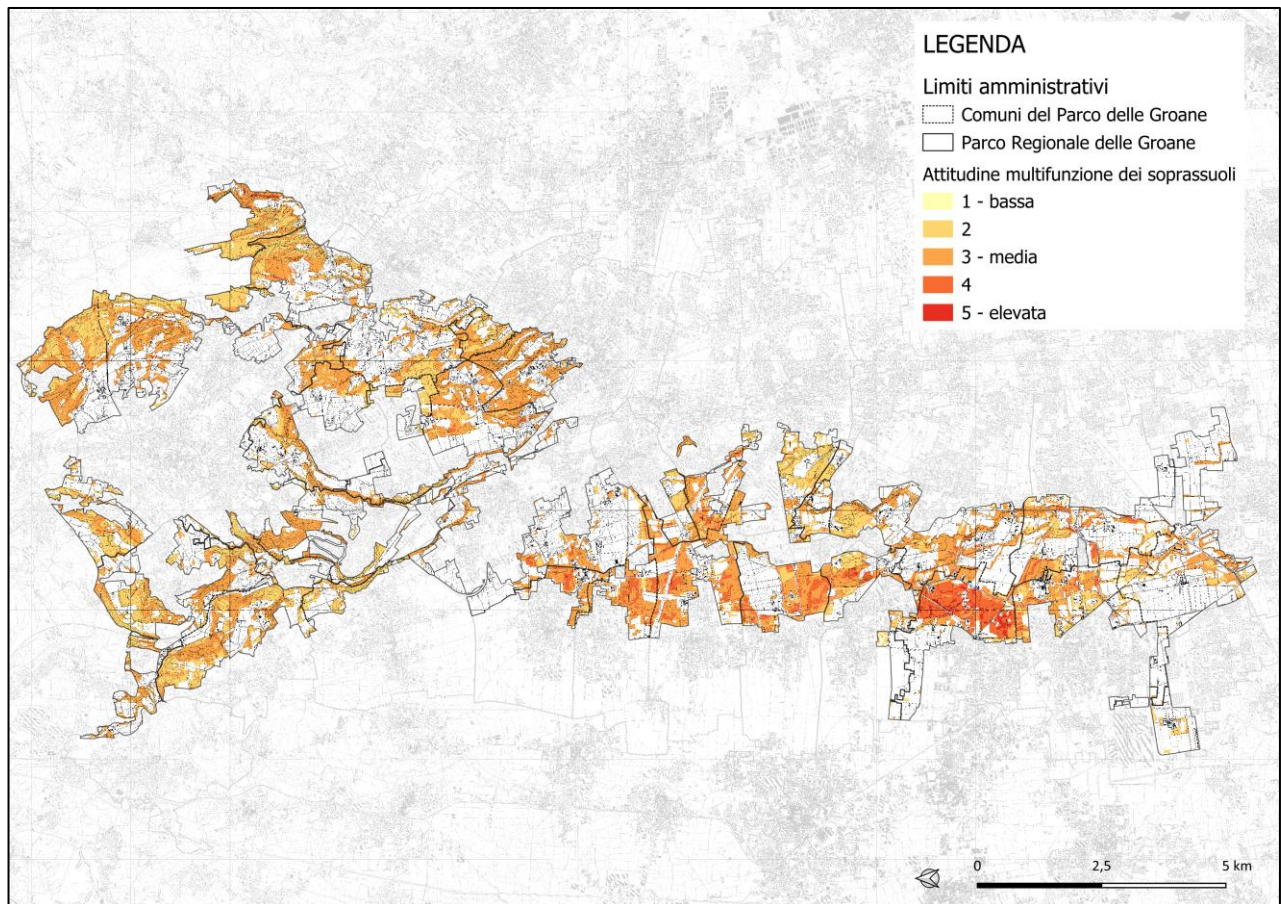 LEGENDA
Limiti amministrativi
Comuni del Parco delle Groane
Parco Regionale delle Groane
Attitudine multifunzione dei soprassuoli
1 - bassa
2
3 - media
4
5 - elevata
0 2,5 5 km